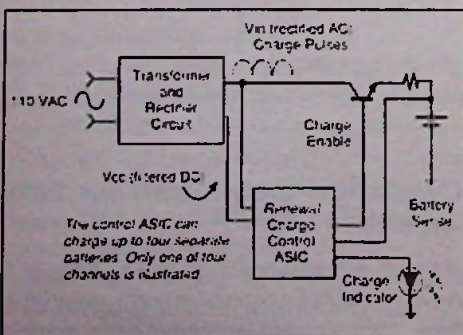 Vin (rectified AC)
Charge Pulses
Transformer
and
Rectifier
Circuit
110 VAC
Charge
Enable
Vcc (filtered DC)
The control ASIC can
charge up to four separate
batteries. Only one of four
channels is illustrated
Renewal
Charge
Control
ASIC
Battery
Sense
Charge
Indicator